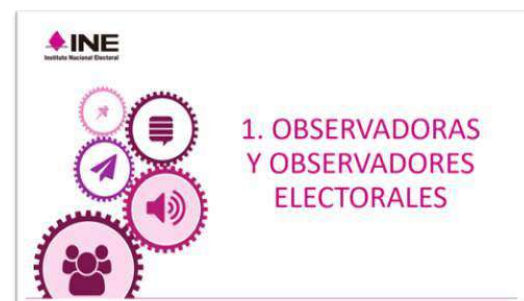 INE
Instituto Nacional Electoral
1. OBSERVADORAS
Y OBSERVADORES
ELECTORALES